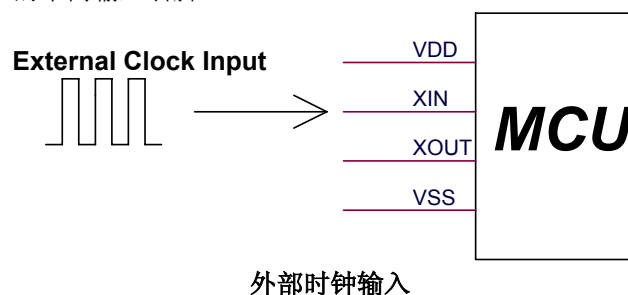 External Clock Input
VDD
XIN
XOUT
VSS
MCU
外部时钟输入